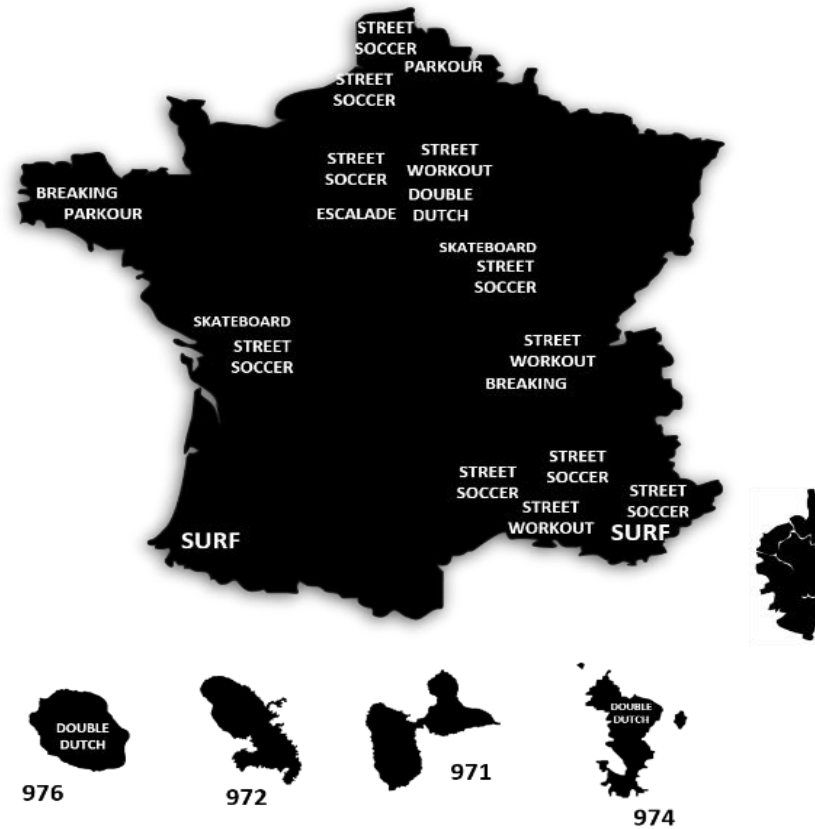 STREET
SOCCER
PARKOUR
STREET
SOCCER
STREET
SOCCER
STREET
WORKOUT
DOUBLE
DUTCH
ESCALADE
BREAKING
PARKOUR
SKATEBOARD
STREET
SOCCER
SKATEBOARD
STREET
SOCCER
STREET
WORKOUT
BREAKING
STREET
SOCCER
STREET
SOCCER
STREET
WORKOUT
STREET
SOCCER
SURF
SURF
DOUBLE
DUTCH
976
972
971
DOUBLE
DUTCH
974